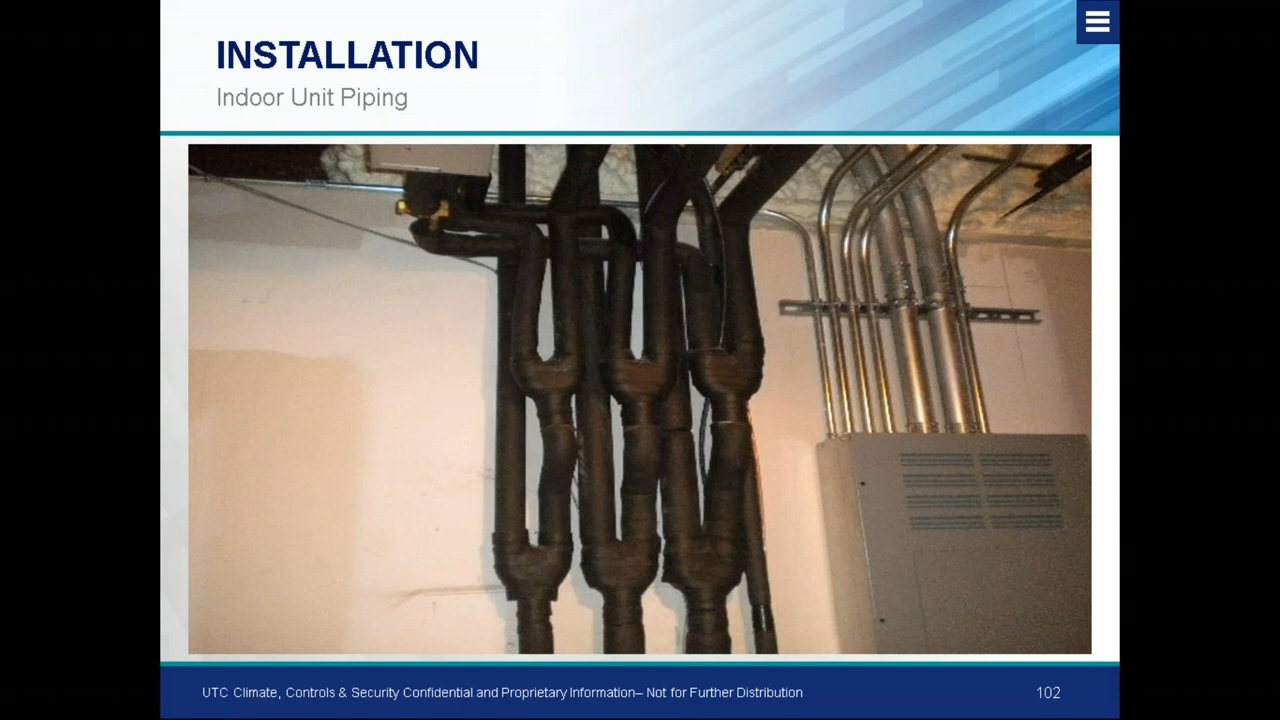 INSTALLATION
Indoor Unit Piping
UTC Climate, Controls & Security Confidential and Proprietary Information– Not for Further Distribution
102